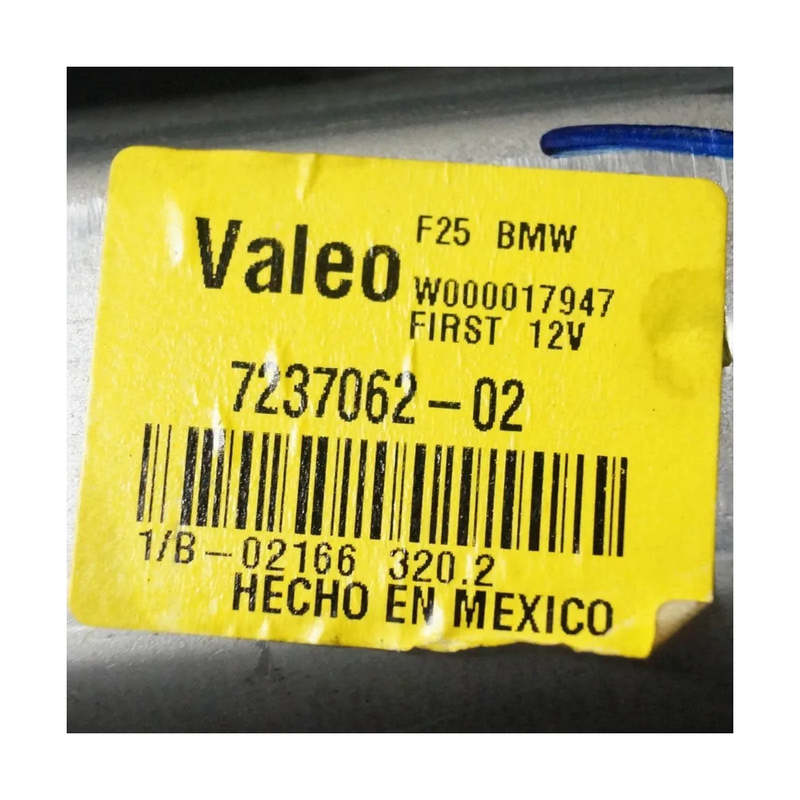 Valeo
F25 BMW
W000017947
FIRST 12V
7237062-02
1/B-02166 320.2
HECHO EN MEXICO